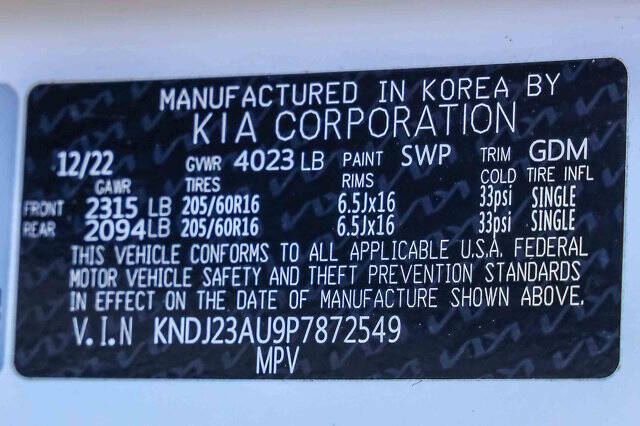 MANUFACTURED IN KOREA BY
KIA CORPORATION
12/22 GVWR 4023 LB PAINT SWP TRIM GDM
GAWR TIRES RIMS COLD TIRE INFL
FRONT 2315 LB 205/60R16 6.5Jx16 33psi SINGLE
REAR 2094 LB 205/60R16 6.5Jx16 33psi SINGLE
THIS VEHICLE CONFORMS TO ALL APPLICABLE U.S.A. FEDERAL
MOTOR VEHICLE SAFETY AND THEFT PREVENTION STANDARDS
IN EFFECT ON THE DATE OF MANUFACTURE SHOWN ABOVE.
V.I.N KNDJ23AU9P7872549
MPV